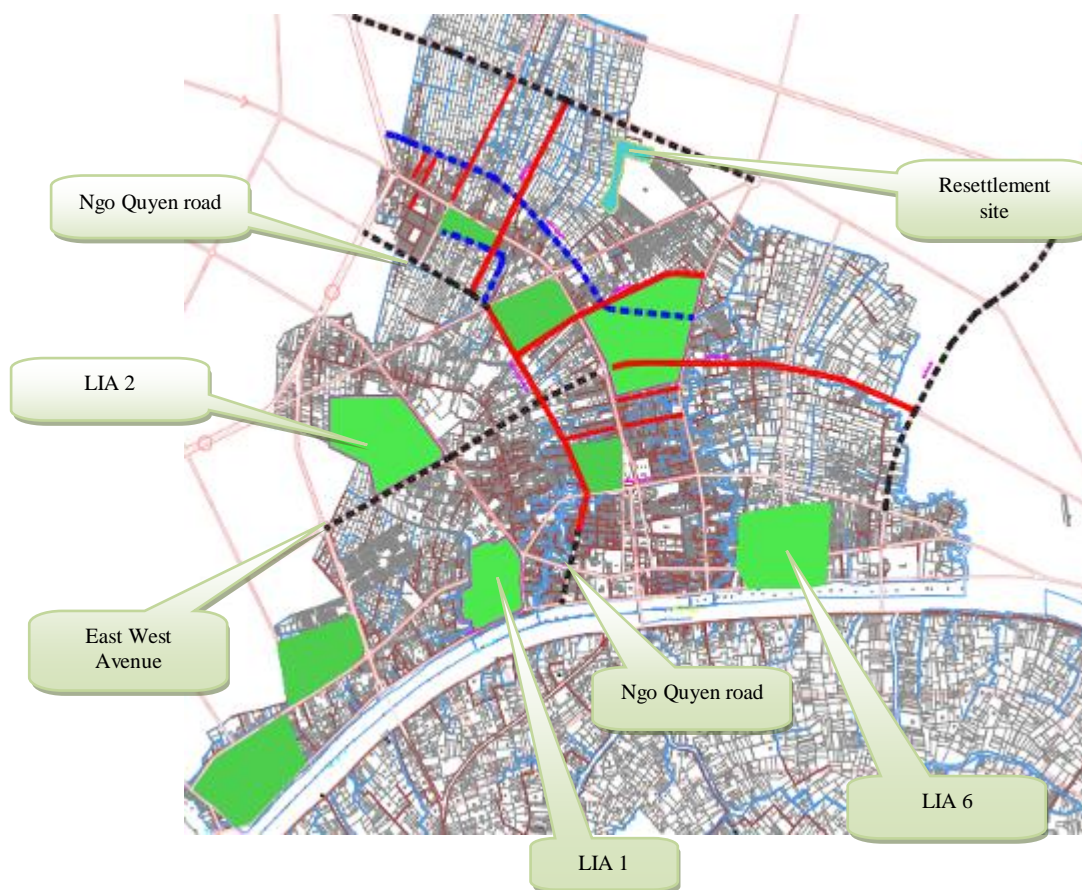 Ngo Quyen road
Resettlement
site
LIA 2
East West
Avenue
Ngo Quyen road
LIA 6
LIA 1